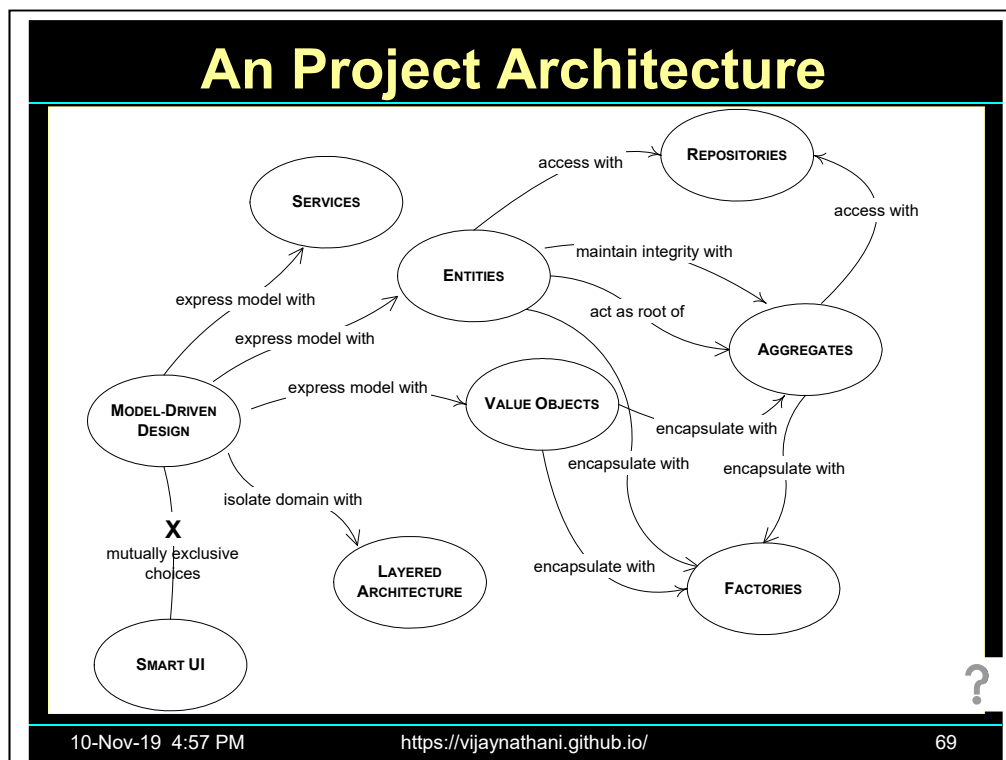 An Project Architecture
REPOSITORIES
access with
SERVICES
access with
ENTITIES
maintain integrity with
express model with
act as root of
express model with
AGGREGATES
express model with
VALUE OBJECTS
MODEL-DRIVEN
DESIGN
encapsulate with
encapsulate with
encapsulate with
isolate domain with
X
mutually exclusive
choices
LAYERED
ARCHITECTURE
encapsulate with
FACTORIES
SMART UI
?
10-Nov-19 4:57 PM
https://vijaynathani.github.io/
69